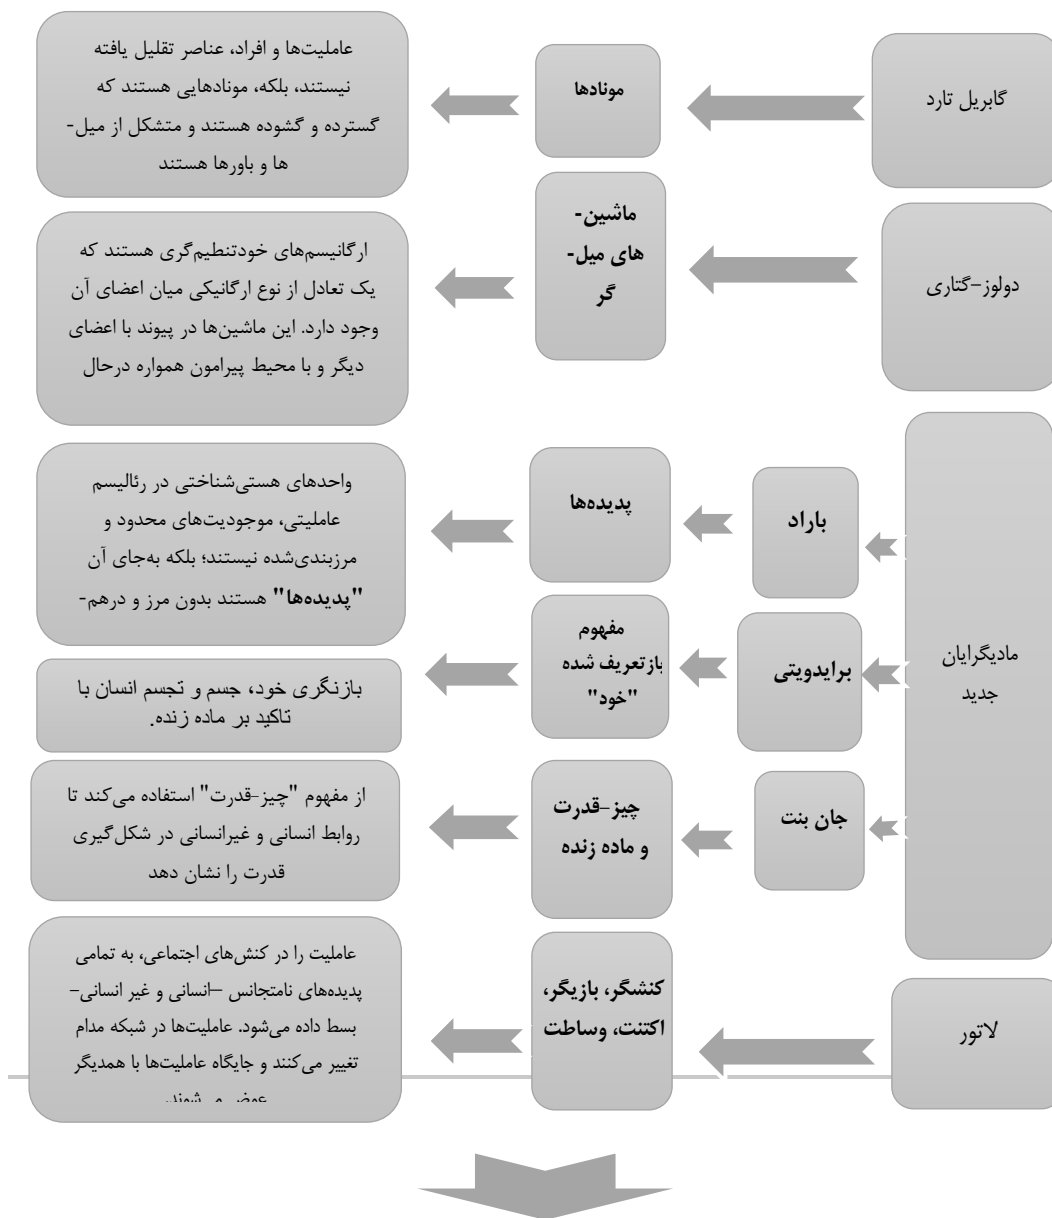 گابریل تارد
مونادها
عاملیت‌ها و افراد، عناصر تقلیل یافته
نیستند، بلکه، مونادهایی هستند که
گسترده و گشوده هستند و متشکل از میل-
ها و باورها هستند
دولوز–گتاری
ماشین-
های میل-
گر
ارگانیسم‌های خودتنطیم‌گری هستند که
یک تعادل از نوع ارگانیکی میان اعضای آن
وجود دارد. این ماشین‌ها در پیوند با اعضای
دیگر و با محیط پیرامون همواره درحال
مادیگرایان
جدید
باراد
پدیده‌ها
واحدهای هستی‌شناختی در رئالیسم
عاملیتی، موجودیت‌های محدود و
مرزبندی‌شده نیستند؛ بلکه به‌جای آن
"پدیده‌ها" هستند بدون مرز و درهم-
برایدویتی
مفهوم
بازتعریف شده
"خود"
بازنگری خود، جسم و تجسم انسان با
تاکید بر ماده زنده.
جان بنت
چیز–قدرت
و ماده زنده
از مفهوم "چیز–قدرت" استفاده می‌کند تا
روابط انسانی و غیرانسانی در شکل‌گیری
قدرت را نشان دهد
لاتور
کنشگر، بازیگر،
اکتنت، وساطت
عاملیت را در کنش‌های اجتماعی، به تمامی
پدیده‌های نامتجانس –انسانی و غیر انسانی–
بسط داده می‌شود. عاملیت‌ها در شبکه مدام
تغییر می‌کنند و جایگاه عاملیت‌ها با همدیگر